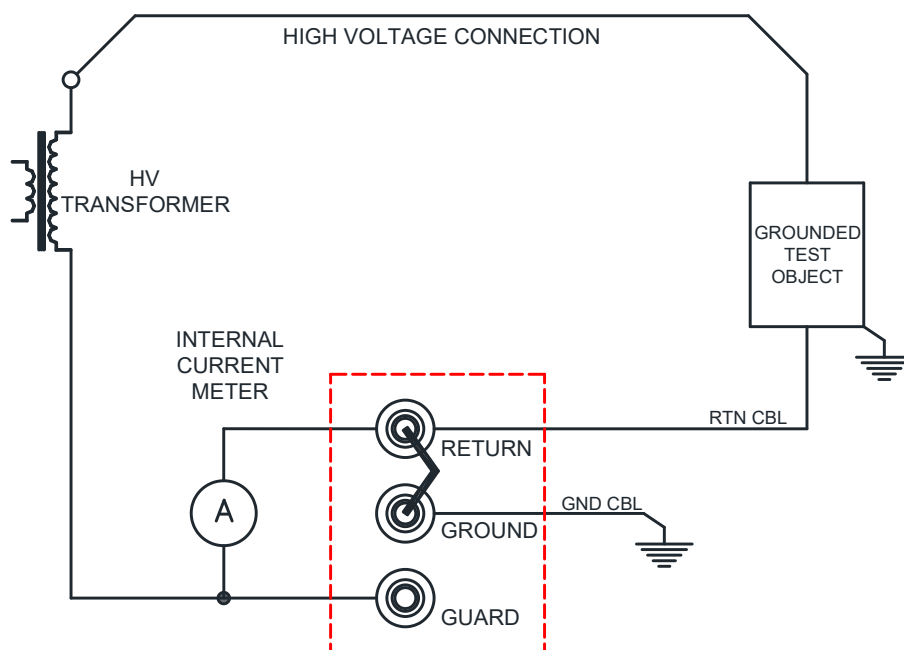 HIGH VOLTAGE CONNECTION
HV
TRANSFORMER
GROUNDED
TEST
OBJECT
INTERNAL
CURRENT
METER
A
RETURN
RTN CBL
GROUND
GND CBL
GUARD